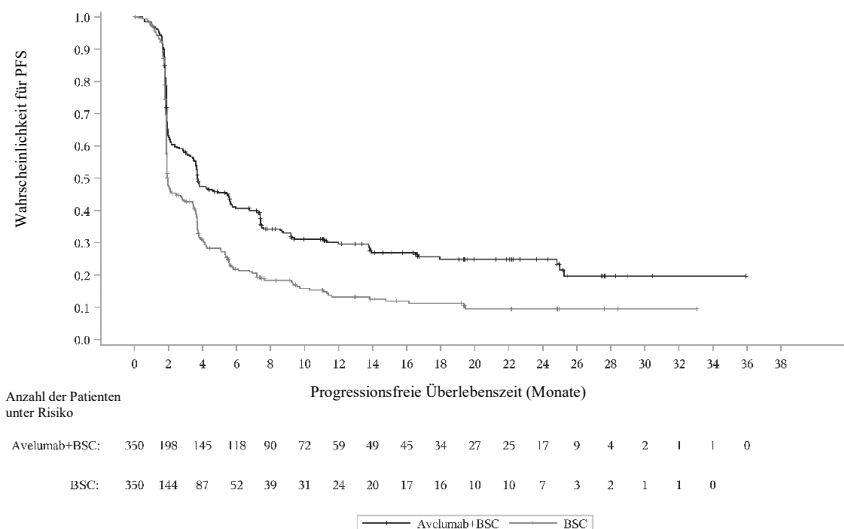 Wahrscheinlichkeit für PFS
1.0
0.9
0.8
0.7
0.6
0.5
0.4
0.3
0.2
0.1
0.0
0 2 4 6 8 10 12 14 16 18 20 22 24 26 28 30 32 34 36 38
Progressionsfreie Überlebenszeit (Monate)
Anzahl der Patienten
unter Risiko
Avelumab+BSC: 350 198 145 118 90 72 59 49 45 34 27 25 17 9 4 2 1 1 0
BSC: 350 144 87 52 39 31 24 20 17 16 10 10 7 3 2 1 1 0
Avelumab+BSC BSC